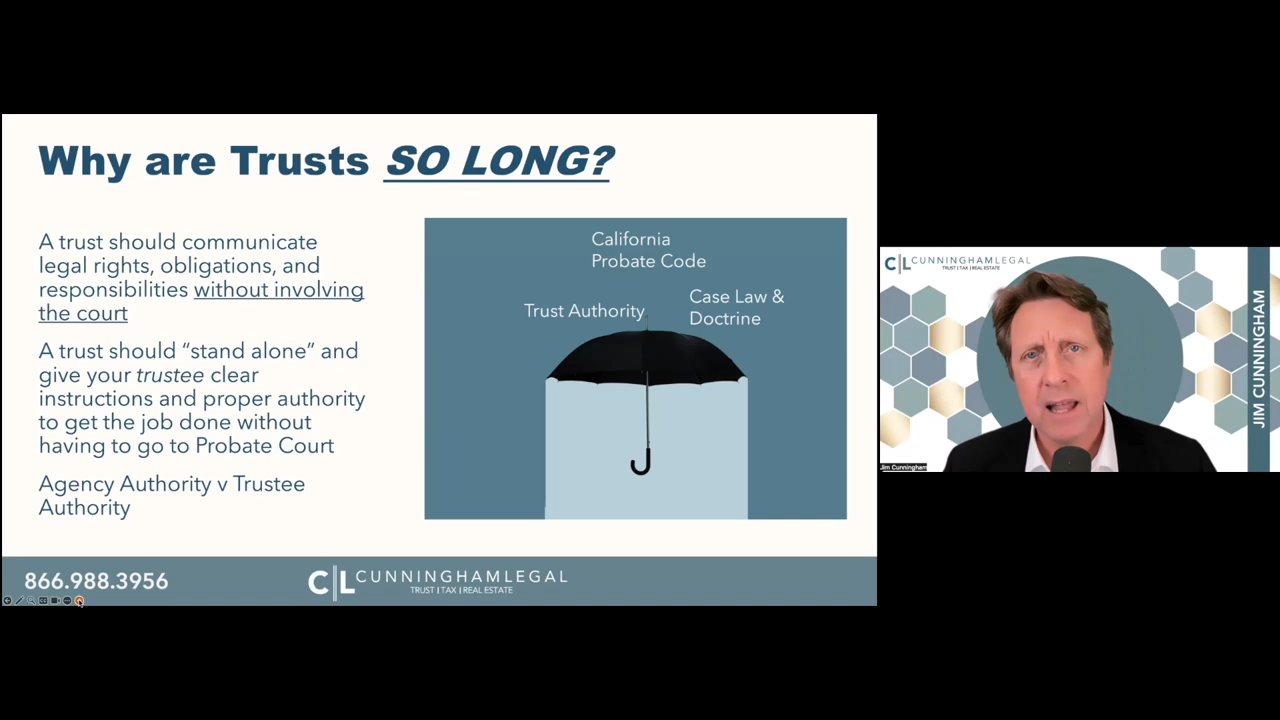 Why are Trusts SO LONG?
A trust should communicate
legal rights, obligations, and
responsibilities without involving
the court
A trust should “stand alone” and
give your trustee clear
instructions and proper authority
to get the job done without
having to go to Probate Court
Agency Authority v Trustee
Authority
California
Probate Code
Trust Authority
Case Law &
Doctrine
866.988.3956
C|L CUNNINGHAMLEGAL
TRUST | TAX | REAL ESTATE
C|L CUNNINGHAMLEGAL
TRUST | TAX | REAL ESTATE
JIM CUNNINGHAM
Jim Cunningham